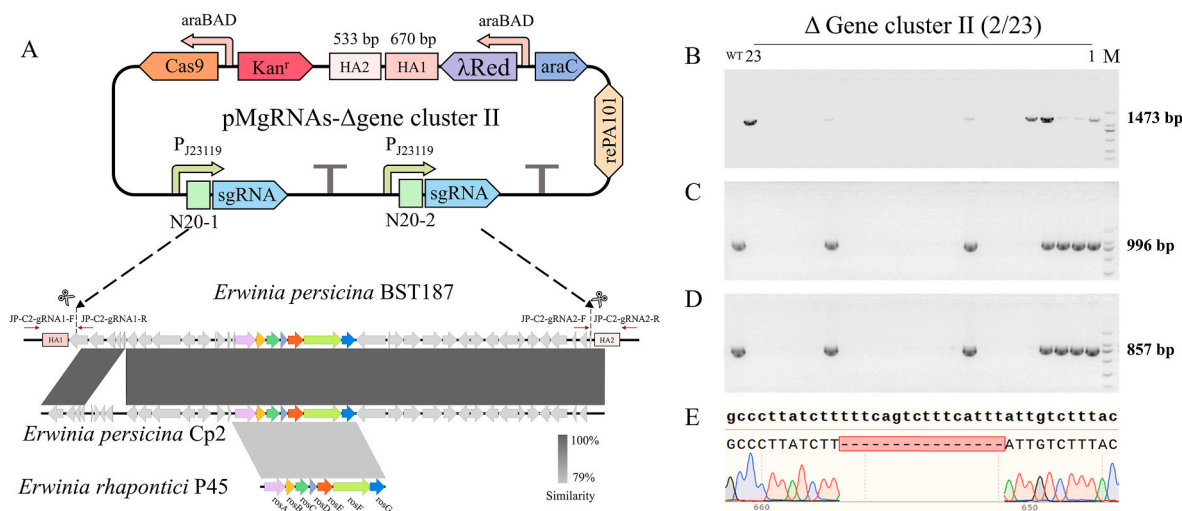 A
araBAD
533 bp
670 bp
araBAD
Cas9
Kanʳ
HA2
HA1
λRed
araC
rePA101
pMgRNAs-Δgene cluster II
P_J23119
P_J23119
sgRNA
sgRNA
N20-1
N20-2
Erwinia persicina BST187
JP-C2-gRNA1-F
JP-C2-gRNA1-R
JP-C2-gRNA2-F
JP-C2-gRNA2-R
HA1
HA2
Erwinia persicina Cp2
100%
79%
Similarity
Erwinia rhapontici P45
rosA
rosB
rosC
rosD
rosE
rosF
rosG
Δ Gene cluster II (2/23)
B
WT 23
1 M
1473 bp
C
996 bp
D
857 bp
E
gcccttatctttttcagtctttcatttattgtctttac
GCCCTTATCTT----------------ATTGTCTTTAC
660
650